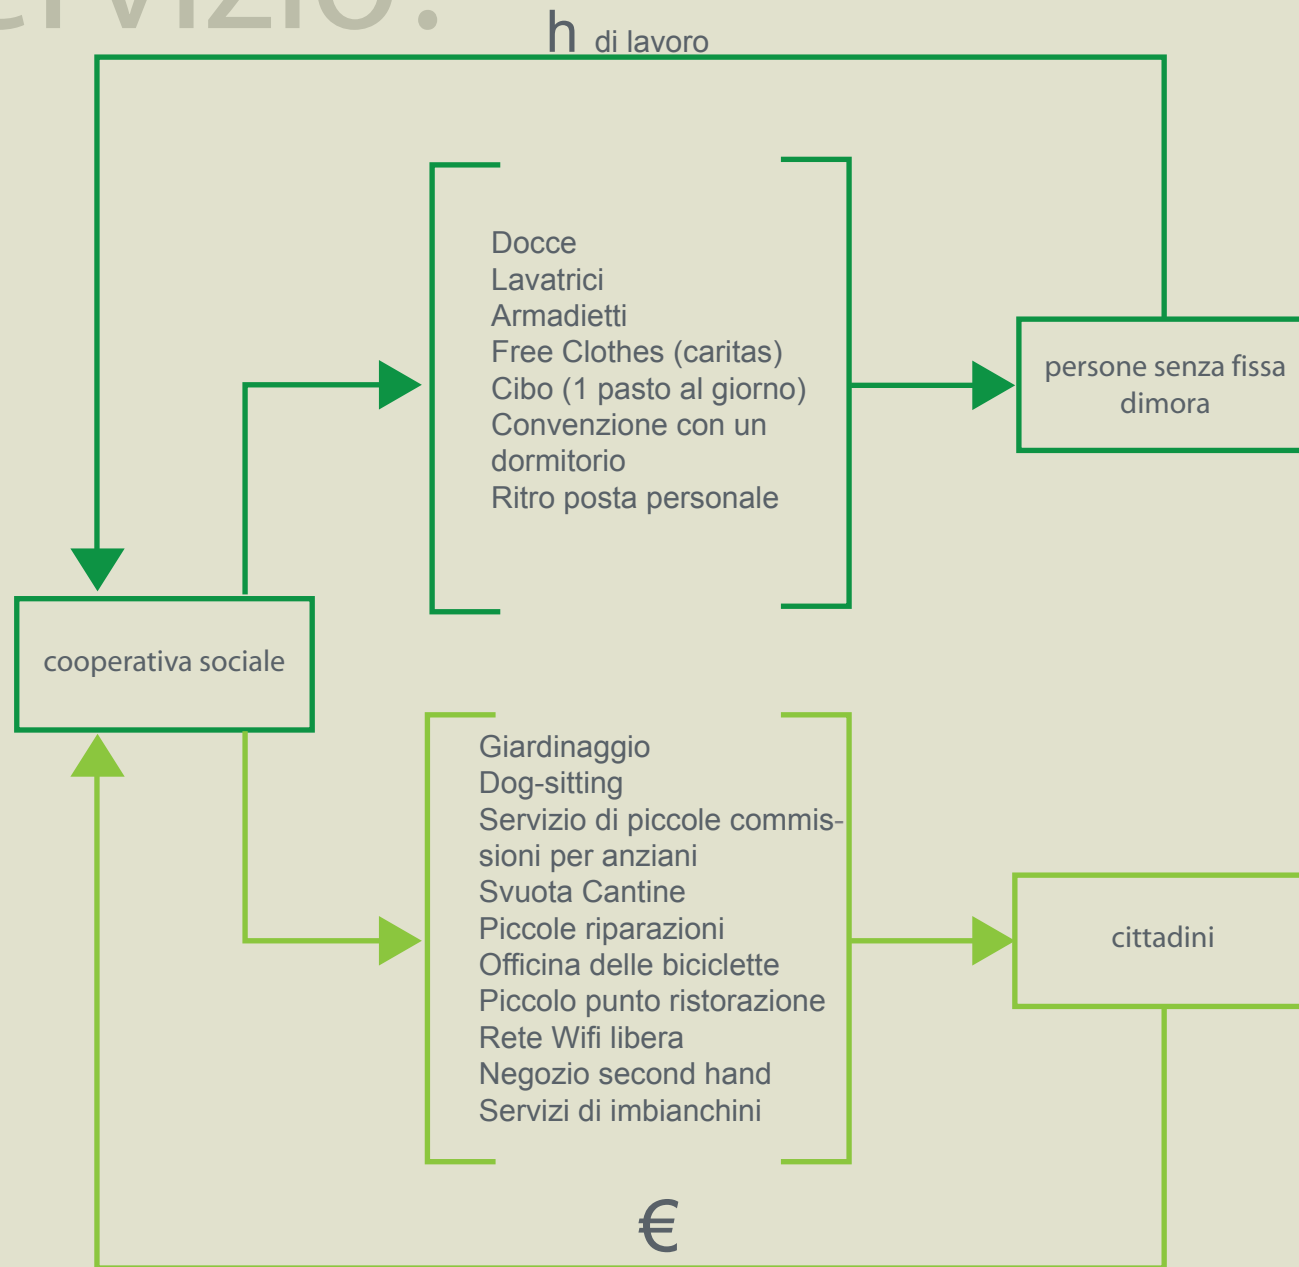 ervizio?
h di lavoro
Docce
Lavatrici
Armadietti
Free Clothes (caritas)
Cibo (1 pasto al giorno)
Convenzione con un
dormitorio
Ritro posta personale
persone senza fissa
dimora
cooperativa sociale
Giardinaggio
Dog-sitting
Servizio di piccole commis-
sioni per anziani
Svuota Cantine
Piccole riparazioni
Officina delle biciclette
Piccolo punto ristorazione
Rete Wifi libera
Negozio second hand
Servizi di imbianchini
cittadini
€